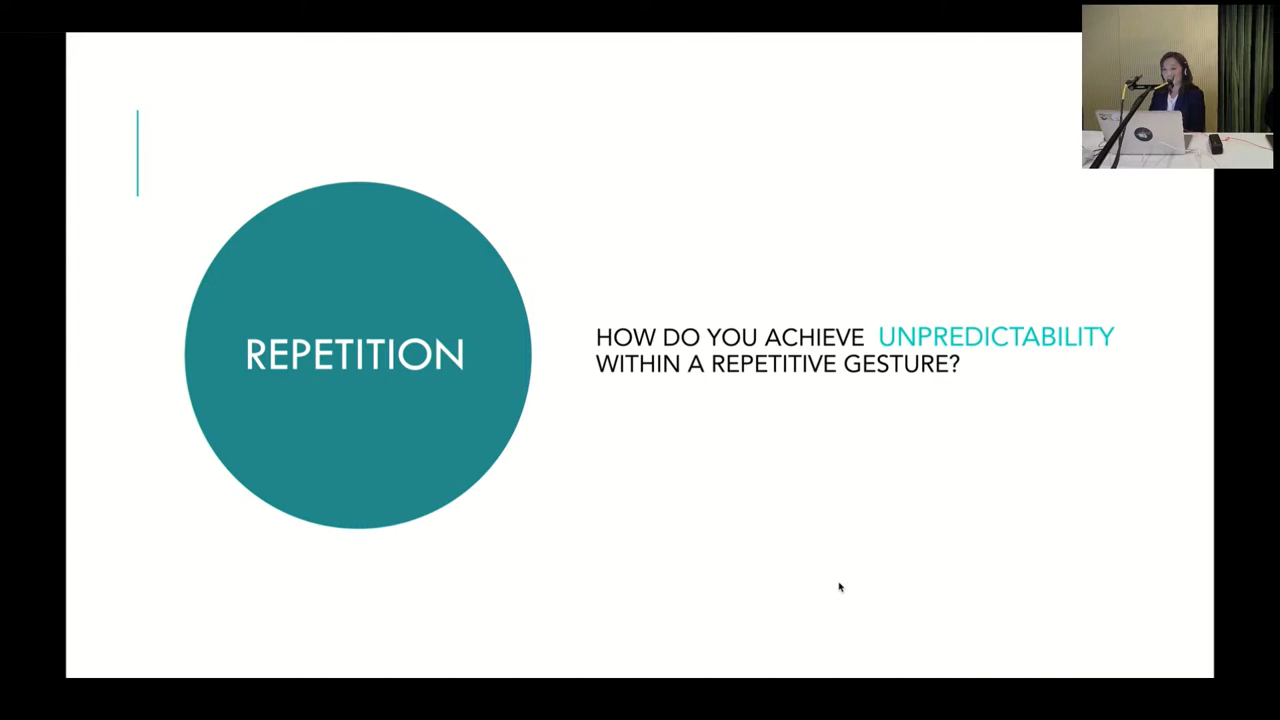 REPETITION
HOW DO YOU ACHIEVE UNPREDICTABILITY
WITHIN A REPETITIVE GESTURE?